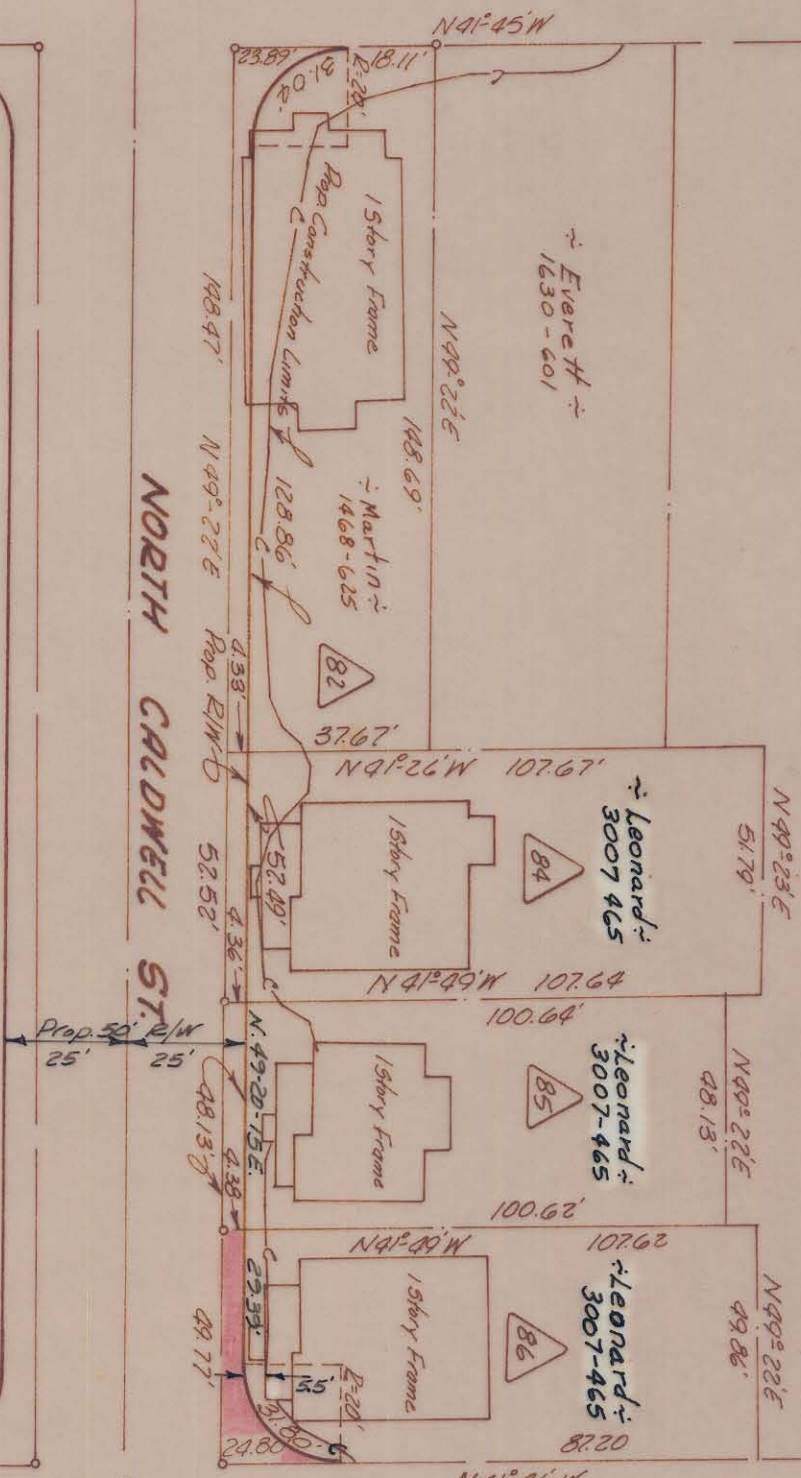 N41°-45'W
23.89'
18.11'
R=20'
31.0
1 Story Frame
Prop. Construction Limits
C
÷ Everett ÷
1630-601
N49°-22'E
148.69'
148.47'
N49°-22'E
128.86'
C
÷ Martin ÷
1468-625
82
37.67'
4.33'
Prop. R/W
N41°-26'W 107.67'
NORTH CALDWELL ST.
÷ Leonard ÷
3007 465
N49°-23'E
51.79'
84
1 Story Frame
52.49'
52.52'
4.36'
C
N41°-49'W 107.64
100.64'
Prop. 50' R/W
25'
25'
N. 49-20-15 E.
÷ Leonard ÷
3007-465
N49°-22'E
48.13'
85
1 Story Frame
48.13'
4.38'
100.62'
N41°-49'W 107.62
÷ Leonard ÷
3007-465
N49°-22'E
49.86'
86
1 Story Frame
C
29.39'
49.77'
5.5'
R=20'
31.80
24.80
87.20